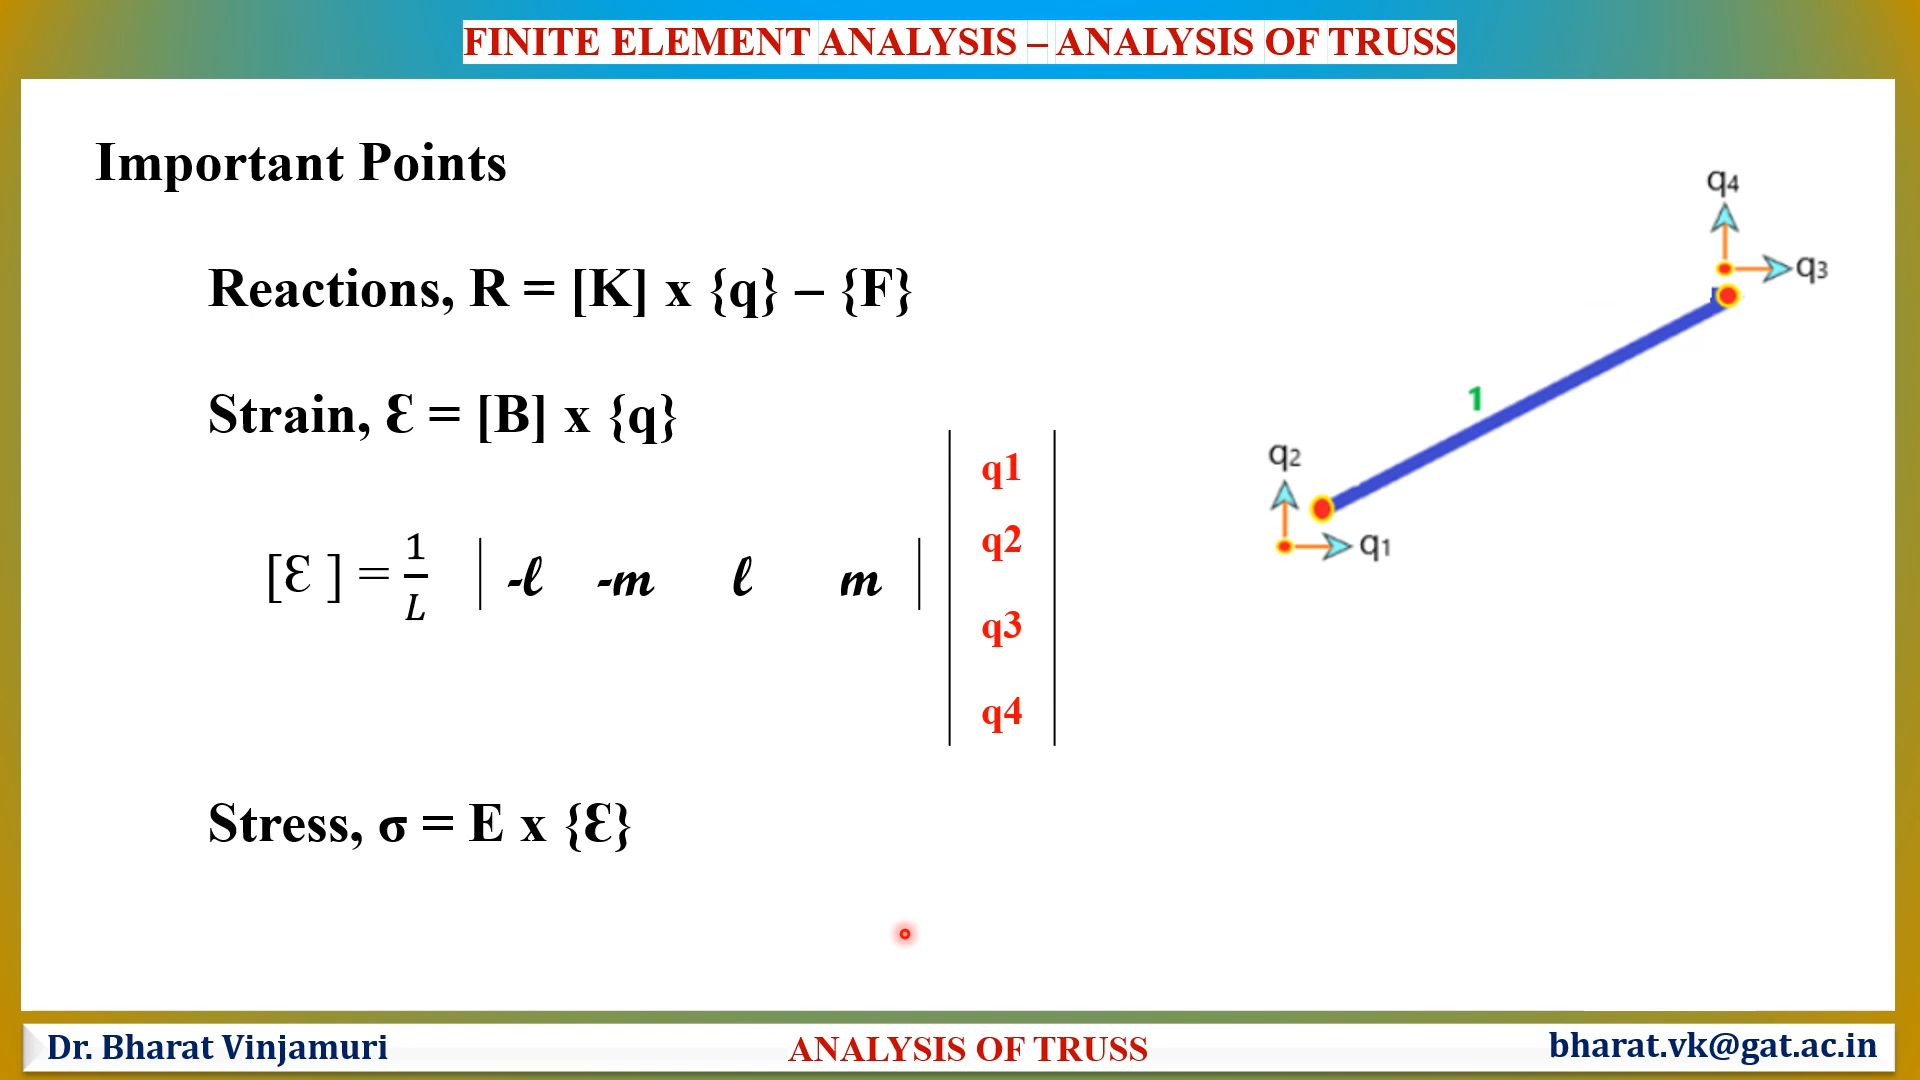 FINITE ELEMENT ANALYSIS – ANALYSIS OF TRUSS
Important Points
Reactions, R = [K] x {q} – {F}
Strain, Ɛ = [B] x {q}
[Ɛ ] = 1/L | -ℓ -m ℓ m |
q1
q2
q3
q4
Stress, σ = E x {Ɛ}
q4
q3
1
q2
q1
Dr. Bharat Vinjamuri
ANALYSIS OF TRUSS
bharat.vk@gat.ac.in